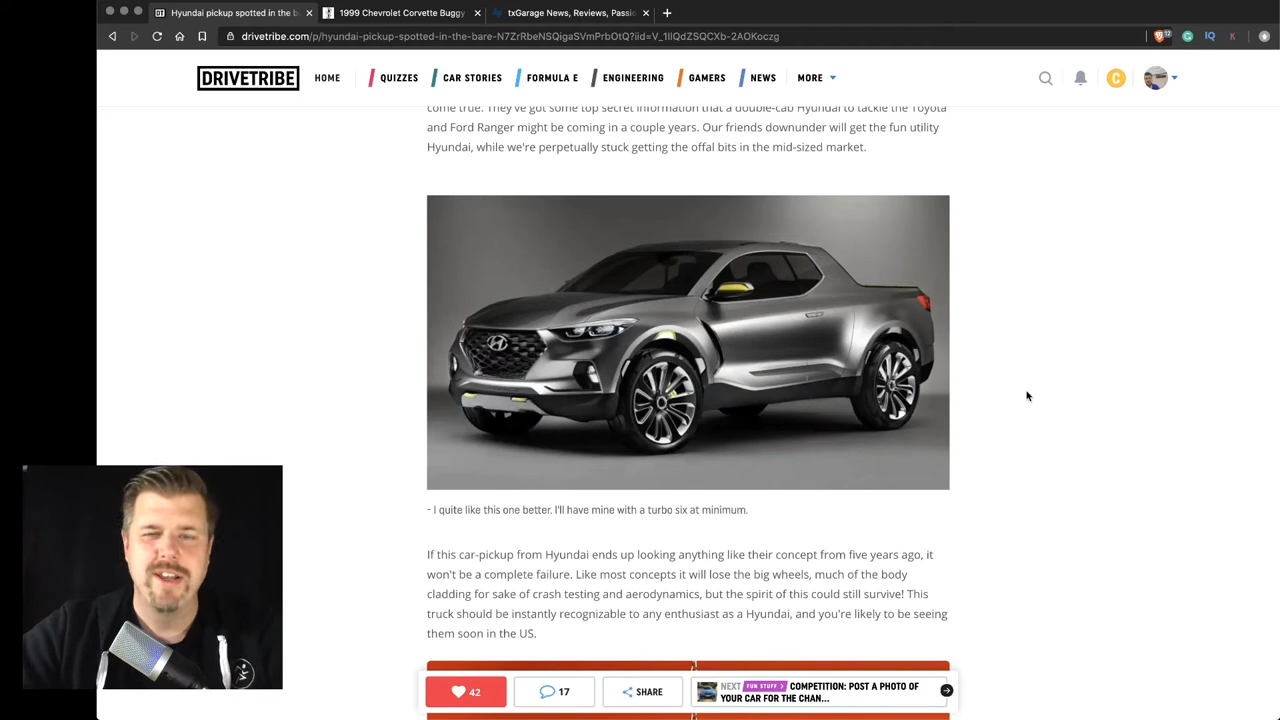 Hyundai pickup spotted in the b
1999 Chevrolet Corvette Buggy
txGarage News, Reviews, Passio
drivetribe.com/p/hyundai-pickup-spotted-in-the-bare-N7ZrRbeNSQigaSVmPrbOtQ?iid=V_1IlQdZSQCXb-2AOKoczg
DRIVETRIBE
HOME
QUIZZES
CAR STORIES
FORMULA E
ENGINEERING
GAMERS
NEWS
MORE
come true. They've got some top secret information that a double-cab Hyundai to tackle the Toyota
and Ford Ranger might be coming in a couple years. Our friends downunder will get the fun utility
Hyundai, while we're perpetually stuck getting the offal bits in the mid-sized market.
- I quite like this one better. I'll have mine with a turbo six at minimum.
If this car-pickup from Hyundai ends up looking anything like their concept from five years ago, it
won't be a complete failure. Like most concepts it will lose the big wheels, much of the body
cladding for sake of crash testing and aerodynamics, but the spirit of this could still survive! This
truck should be instantly recognizable to any enthusiast as a Hyundai, and you're likely to be seeing
them soon in the US.
42
17
SHARE
NEXT FUN STUFF COMPETITION: POST A PHOTO OF
YOUR CAR FOR THE CHAN...